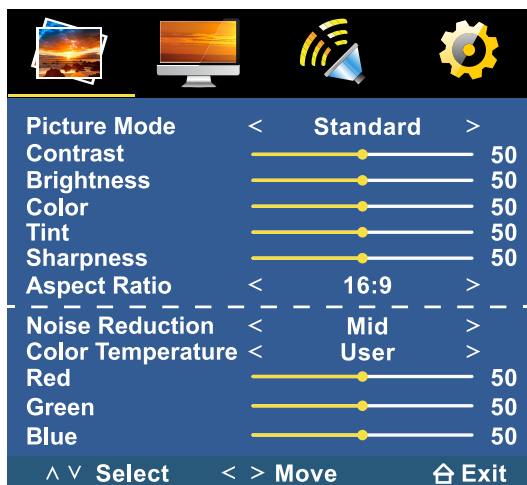 Picture Mode < Standard >
Contrast 50
Brightness 50
Color 50
Tint 50
Sharpness 50
Aspect Ratio < 16:9 >
Noise Reduction < Mid >
Color Temperature < User >
Red 50
Green 50
Blue 50
∧ ∨ Select < > Move Exit